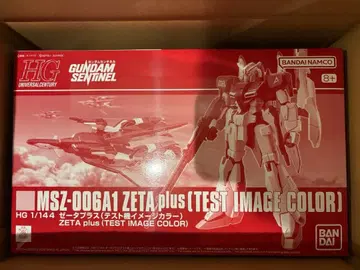 HG
UNIVERSAL CENTURY
GUNDAM
SENTINEL
BANDAI NAMCO
8+
MSZ-006A1 ZETA plus [TEST IMAGE COLOR]
HG 1/144 ゼータプラス(テスト機イメージカラー)
ZETA plus (TEST IMAGE COLOR)
BAN
DAI